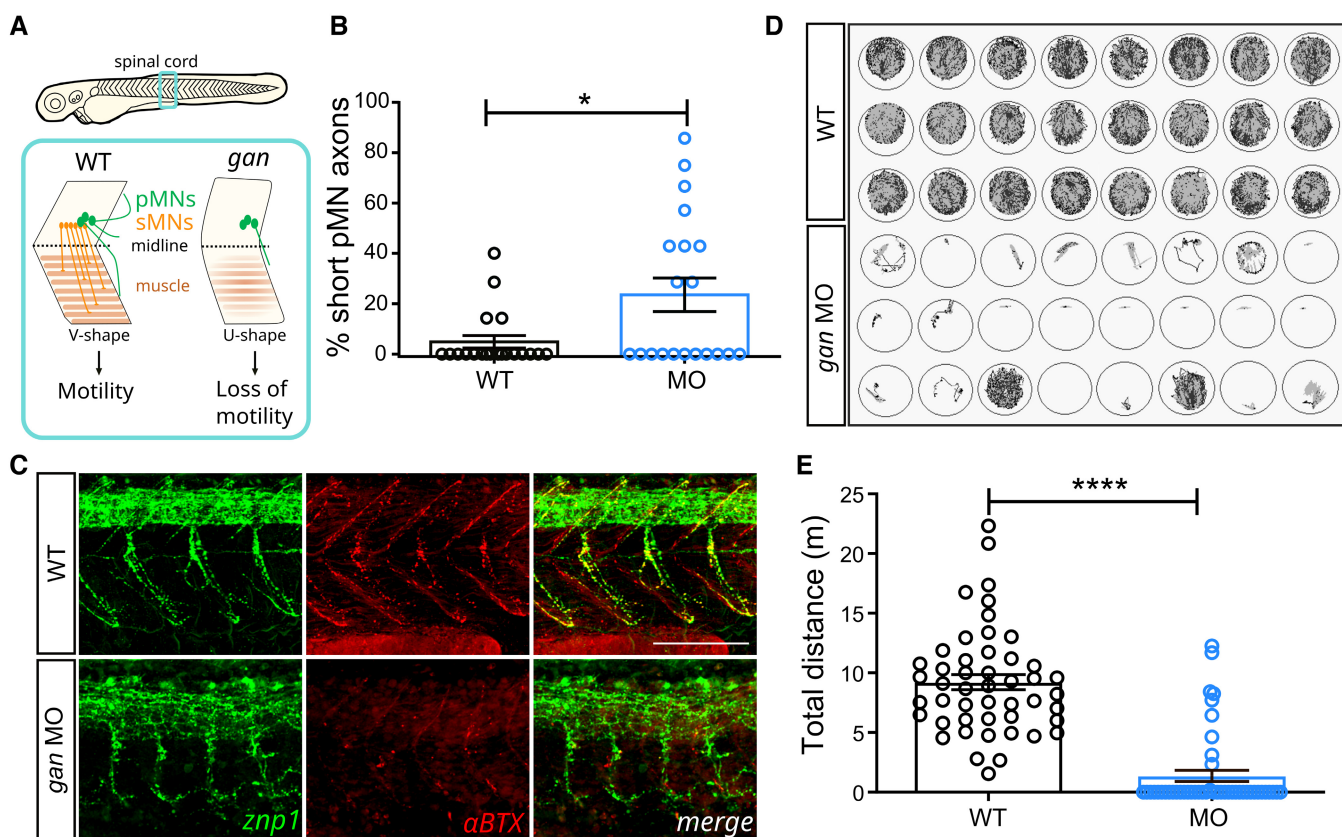 A
spinal cord
WT
gan
pMNs
sMNs
midline
muscle
V-shape
U-shape
Motility
Loss of
motility
B
% short pMN axons
100
80
60
40
20
0
*
WT
MO
C
WT
gan MO
znp1
αBTX
merge
D
WT
gan MO
E
Total distance (m)
25
20
15
10
5
0
****
WT
MO